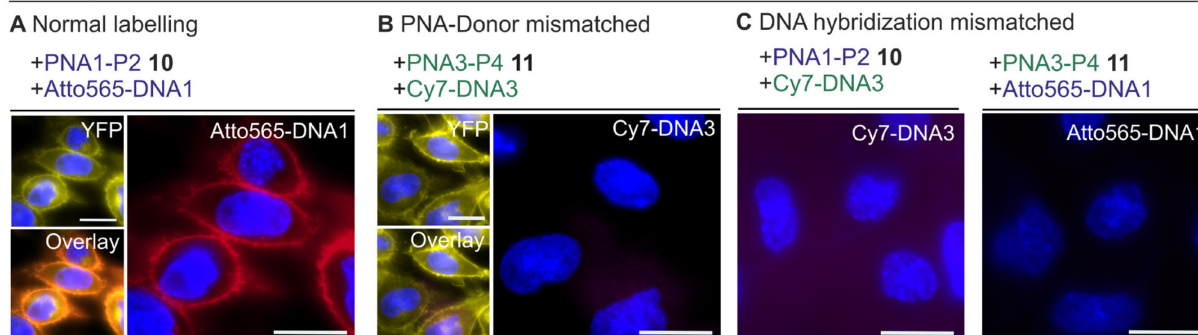 A Normal labelling
+PNA1-P2 10
+Atto565-DNA1
YFP
Atto565-DNA1
Overlay
B PNA-Donor mismatched
+PNA3-P4 11
+Cy7-DNA3
YFP
Cy7-DNA3
Overlay
C DNA hybridization mismatched
+PNA1-P2 10
+Cy7-DNA3
Cy7-DNA3
+PNA3-P4 11
+Atto565-DNA1
Atto565-DNA1